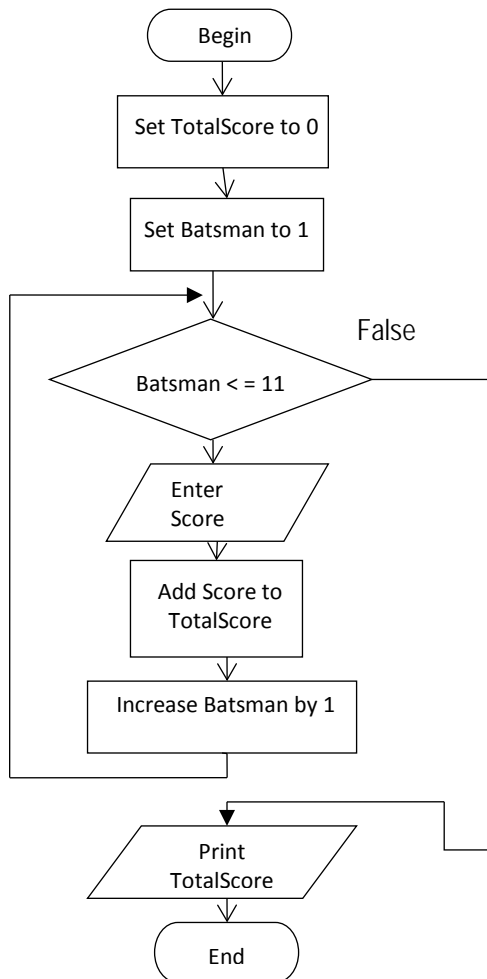 Begin
Set TotalScore to 0
Set Batsman to 1
False
Batsman < = 11
Enter
Score
Add Score to
TotalScore
Increase Batsman by 1
Print
TotalScore
End